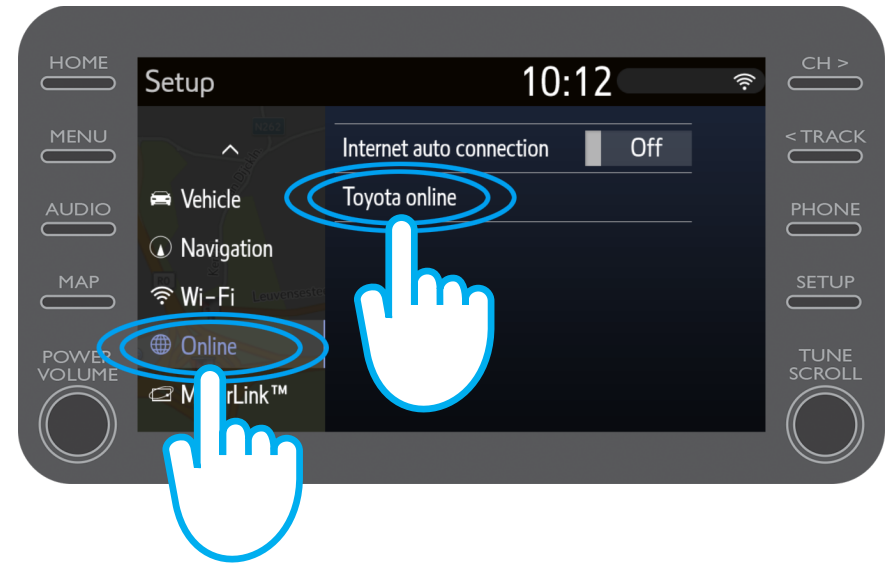 HOME
MENU
AUDIO
MAP
POWER
VOLUME
Setup
10:12
Vehicle
Navigation
Wi-Fi
Online
Link™
Internet auto connection
Off
Toyota online
CH >
< TRACK
PHONE
SETUP
TUNE
SCROLL